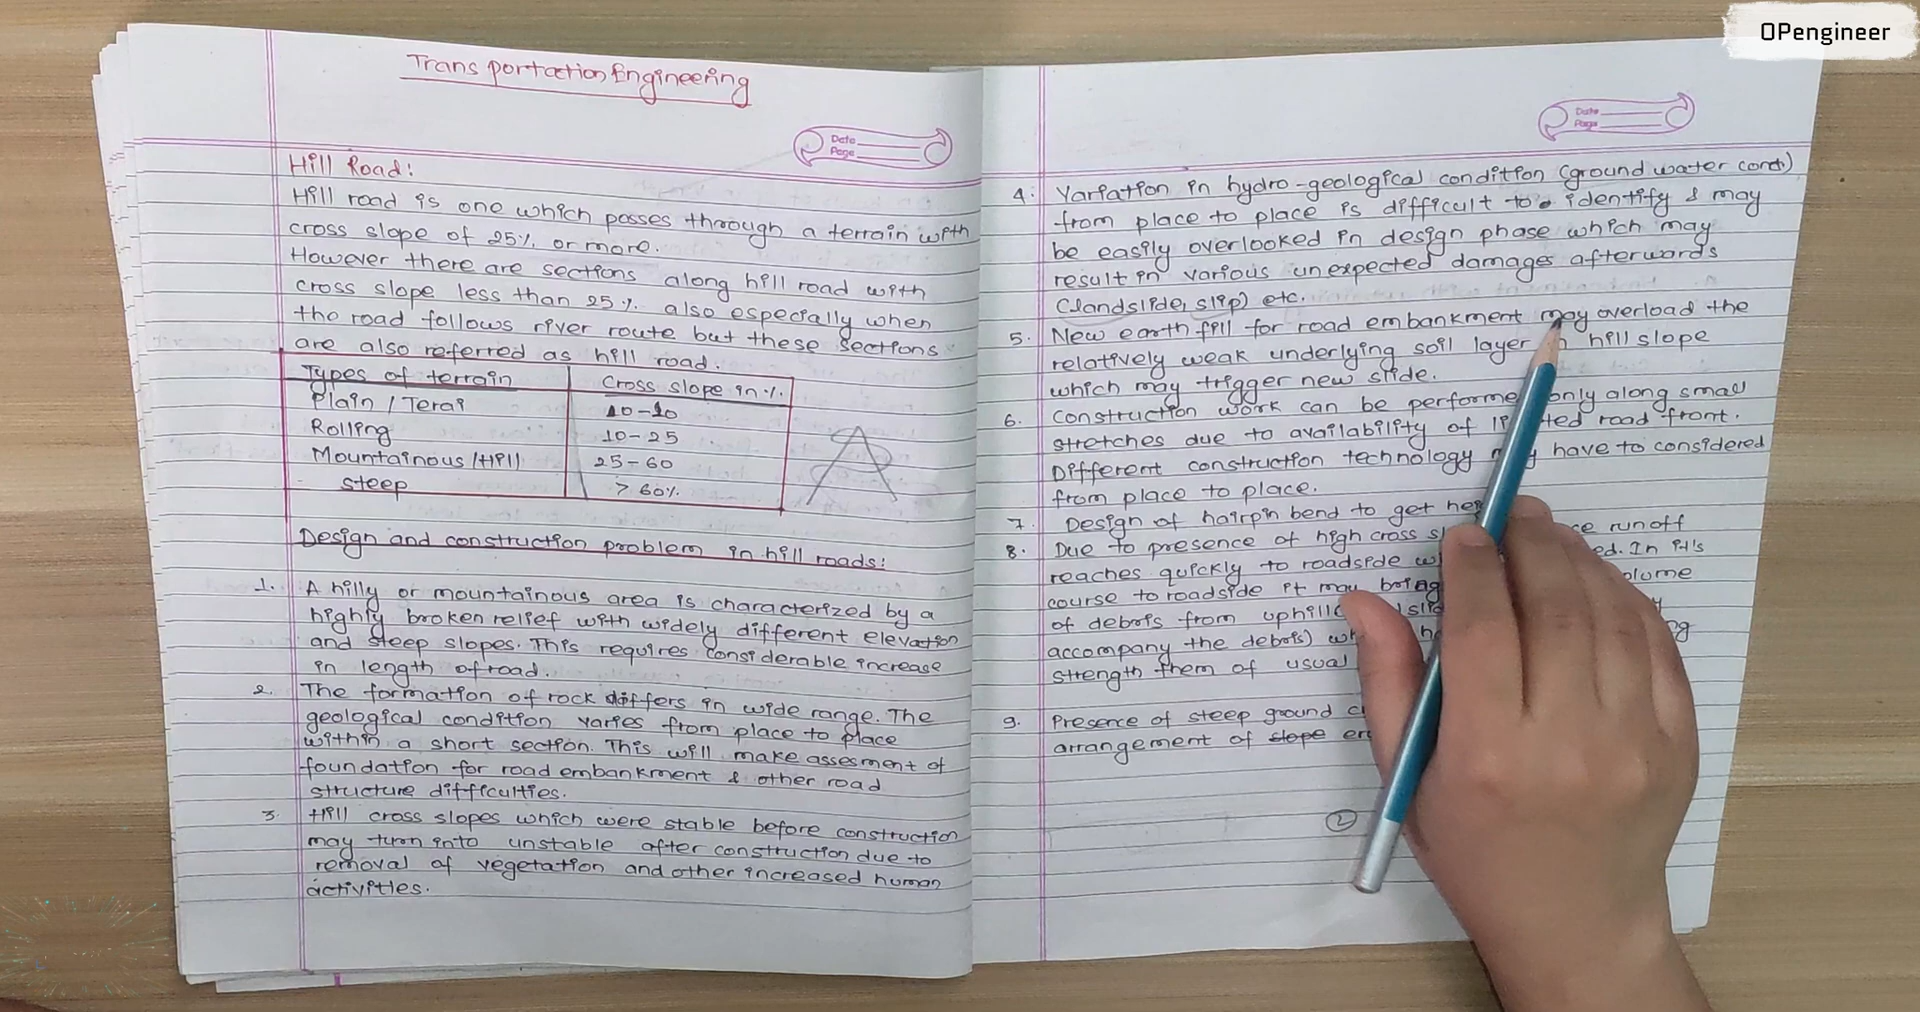 OPengineer
Transportation Engineering
Date
Page
Hill Road:
Hill road is one which passes through a terrain with
cross slope of 25% or more.
However there are sections along hill road with
cross slope less than 25% also especially when
the road follows river route but these sections
are also referred as hill road.
Types of terrain Cross slope in %.
Plain / Terai 10-10
Rolling 10-25
Mountainous/Hill 25-60
steep > 60%
Design and construction problem in hill roads:
1. A hilly or mountainous area is characterized by a
highly broken relief with widely different elevation
and steep slopes. This requires considerable increase
in length of road.
2. The formation of rock differs in wide range. The
geological condition varies from place to place
within a short section. This will make assesment of
foundation for road embankment & other road
structure difficulties.
3. Hill cross slopes which were stable before construction
may turn into unstable after construction due to
removal of vegetation and other increased human
activities.
Date
Page
4. Variation in hydro-geological condition (ground water cont)
from place to place is difficult to identify & may
be easily overlooked in design phase which may
result in various unexpected damages afterwards
(landslide, slip) etc.
5. New earth fill for road embankment may overload the
relatively weak underlying soil layer hill slope
which may trigger new slide.
6. Construction work can be performe only along small
stretches due to availability of road front.
Different construction technology have to considered
from place to place.
7. Design of hairpin bend to get
8. Due to presence of high cross runoff
reaches quickly to roadside In it's
course to roadside it may bring
of debris from uphill
accompany the debris)
strength them of usual
9. Presence of steep ground
arrangement of slope
2